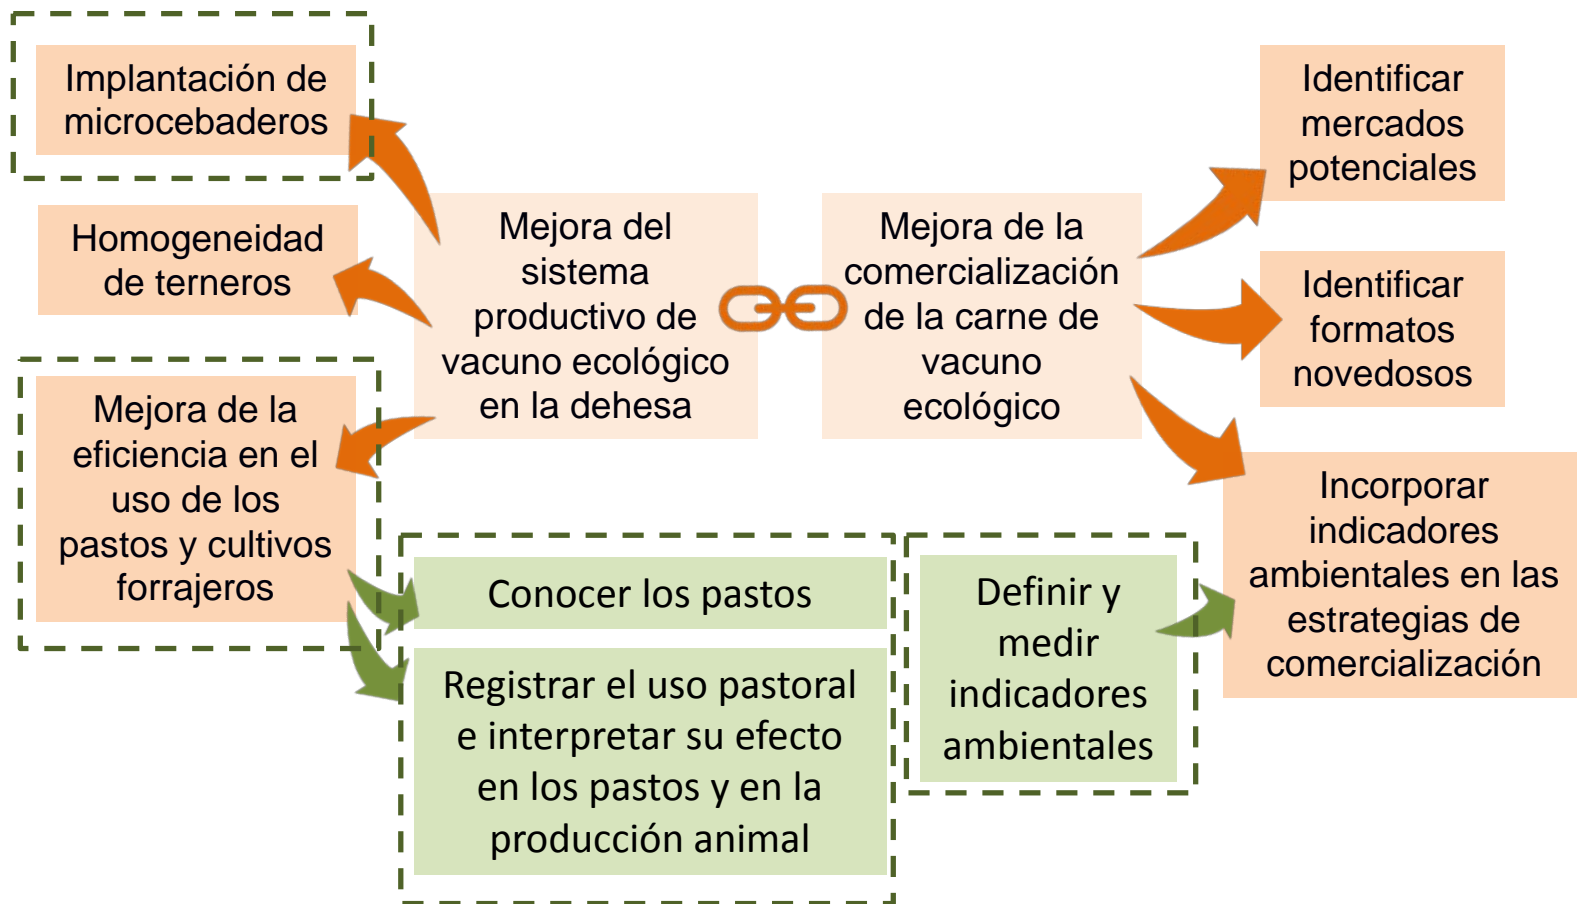 Implantación de
microcebaderos
Homogeneidad
de terneros
Mejora de la
eficiencia en el
uso de los
pastos y cultivos
forrajeros
Mejora del
sistema
productivo de
vacuno ecológico
en la dehesa
Mejora de la
comercialización
de la carne de
vacuno
ecológico
Identificar
mercados
potenciales
Identificar
formatos
novedosos
Incorporar
indicadores
ambientales en las
estrategias de
comercialización
Conocer los pastos
Registrar el uso pastoral
e interpretar su efecto
en los pastos y en la
producción animal
Definir y
medir
indicadores
ambientales